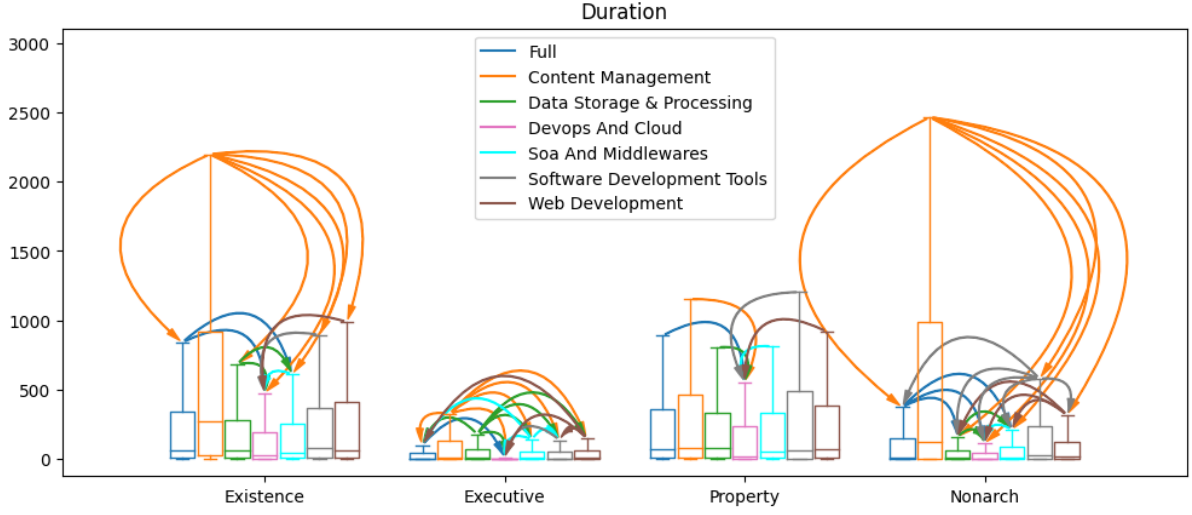 Duration
3000
2500
2000
1500
1000
500
0
Full
Content Management
Data Storage & Processing
Devops And Cloud
Soa And Middlewares
Software Development Tools
Web Development
Existence
Executive
Property
Nonarch